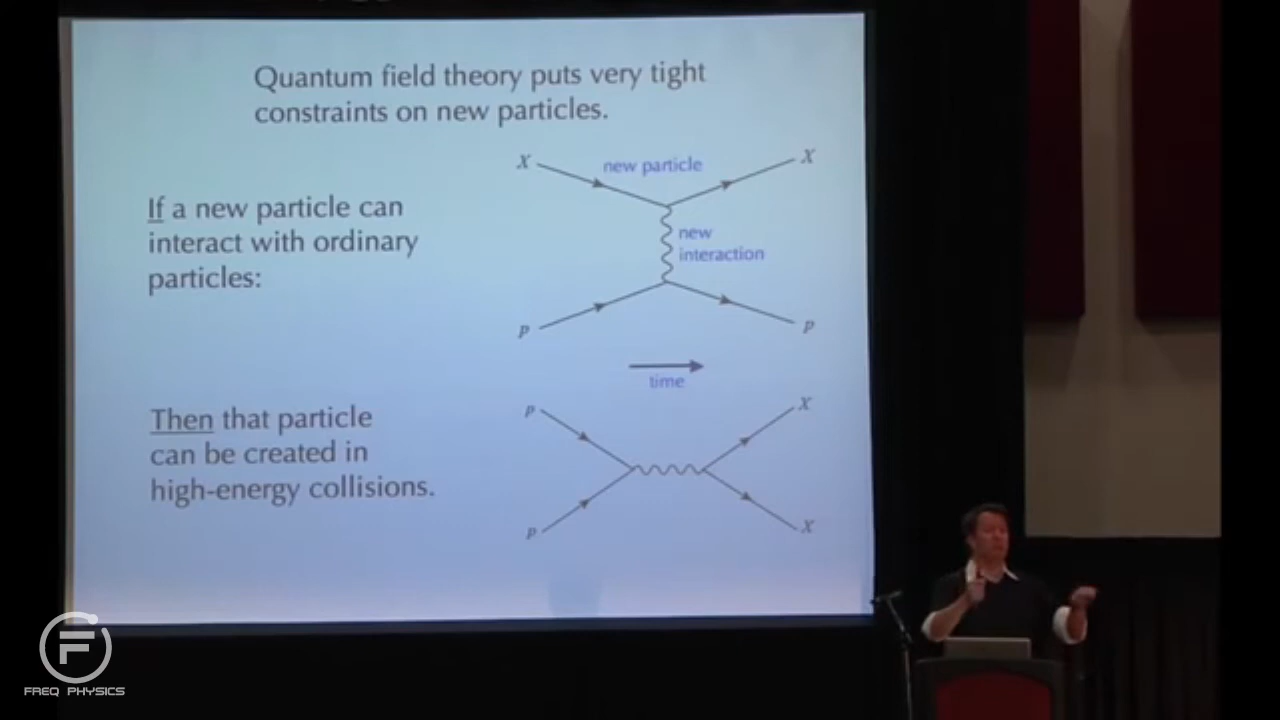 Quantum field theory puts very tight
constraints on new particles.
If a new particle can
interact with ordinary
particles:
X
new particle
X
new
interaction
p
p
time
Then that particle
can be created in
high-energy collisions.
p
X
p
X
F
FREQ PHYSICS